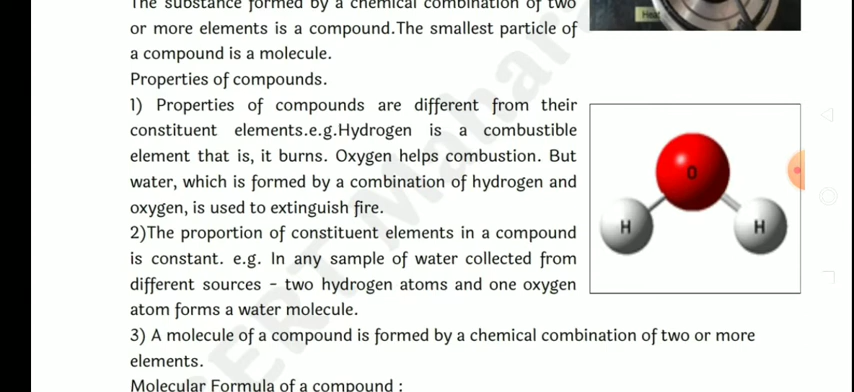 The substance formed by a chemical combination of two
or more elements is a compound.The smallest particle of
a compound is a molecule.
Properties of compounds.
1) Properties of compounds are different from their
constituent elements.e.g.Hydrogen is a combustible
element that is, it burns. Oxygen helps combustion. But
water, which is formed by a combination of hydrogen and
oxygen, is used to extinguish fire.
2)The proportion of constituent elements in a compound
is constant. e.g. In any sample of water collected from
different sources - two hydrogen atoms and one oxygen
atom forms a water molecule.
3) A molecule of a compound is formed by a chemical combination of two or more
elements.
Molecular Formula of a compound :
Heat
O
H H